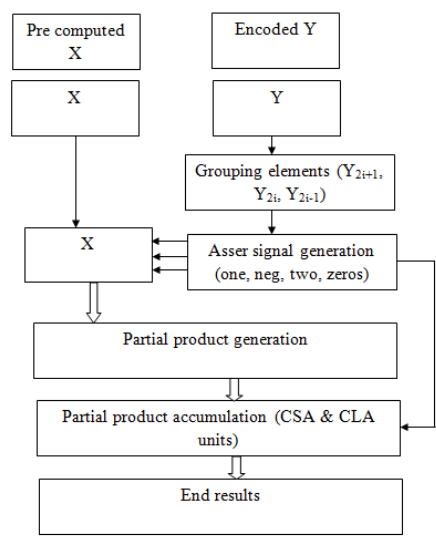 Pre computed
X
Encoded Y
X
Y
Grouping elements (Y2i+1,
Y2i, Y2i-1)
X
Asser signal generation
(one, neg, two, zeros)
Partial product generation
Partial product accumulation (CSA & CLA
units)
End results